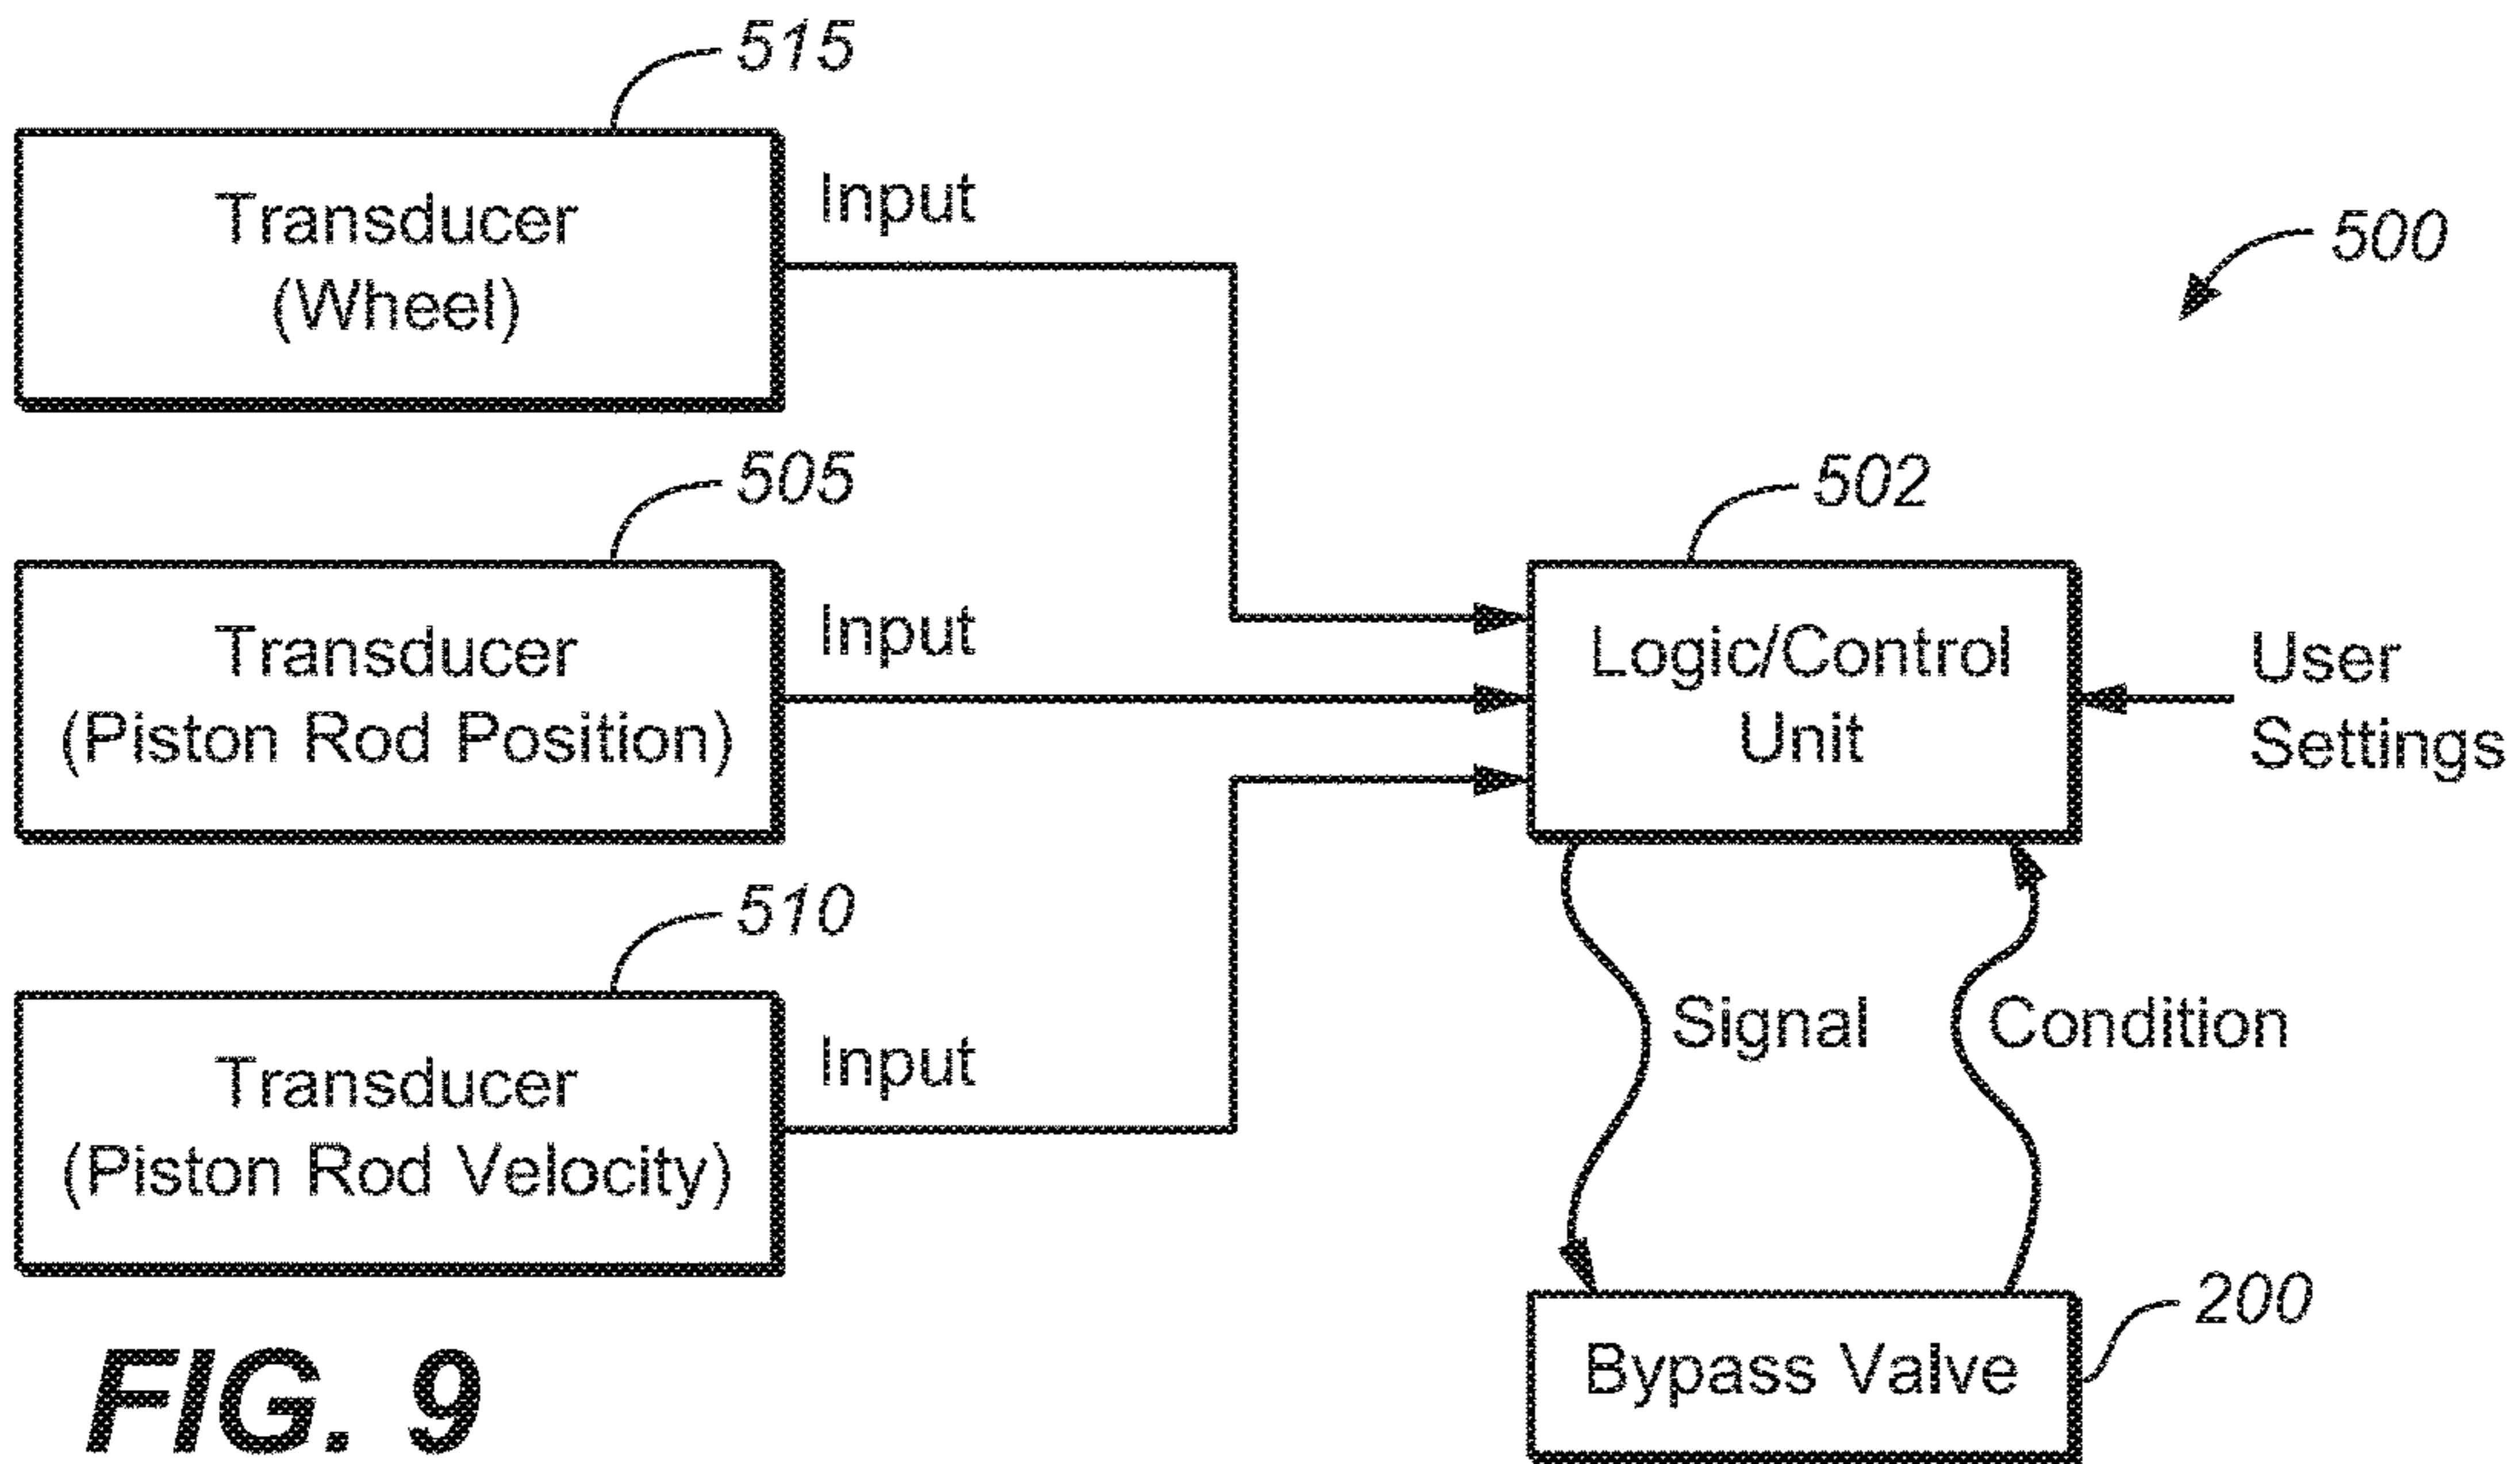 515
Transducer
(Wheel)
Input
500
505
Transducer
(Piston Rod Position)
Input
502
Logic/Control
Unit
User
Settings
510
Transducer
(Piston Rod Velocity)
Input
Signal
Condition
200
Bypass Valve
FIG. 9